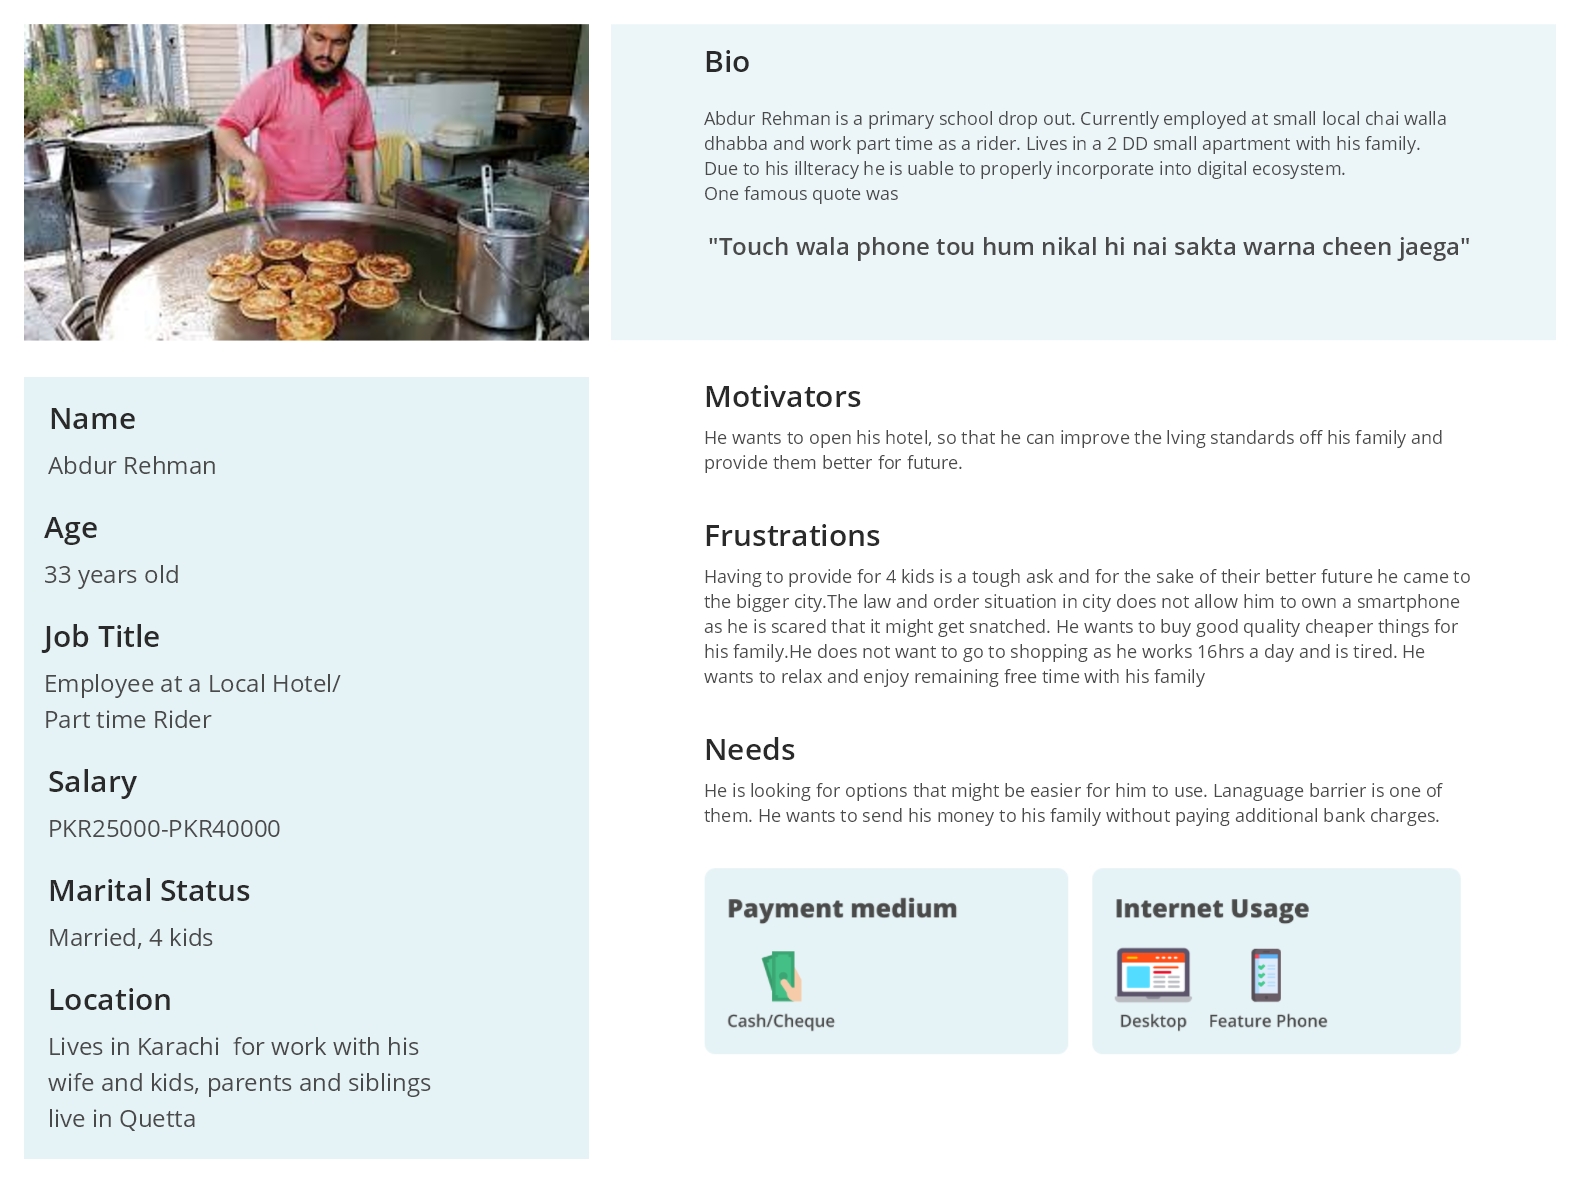 Bio
Abdur Rehman is a primary school drop out. Currently employed at small local chai walla
dhabba and work part time as a rider. Lives in a 2 DD small apartment with his family.
Due to his illteracy he is uable to properly incorporate into digital ecosystem.
One famous quote was
"Touch wala phone tou hum nikal hi nai sakta warna cheen jaega"
Name
Abdur Rehman
Age
33 years old
Job Title
Employee at a Local Hotel/
Part time Rider
Salary
PKR25000-PKR40000
Marital Status
Married, 4 kids
Location
Lives in Karachi  for work with his
wife and kids, parents and siblings
live in Quetta
Motivators
He wants to open his hotel, so that he can improve the lving standards off his family and
provide them better for future.
Frustrations
Having to provide for 4 kids is a tough ask and for the sake of their better future he came to
the bigger city.The law and order situation in city does not allow him to own a smartphone
as he is scared that it might get snatched. He wants to buy good quality cheaper things for
his family.He does not want to go to shopping as he works 16hrs a day and is tired. He
wants to relax and enjoy remaining free time with his family
Needs
He is looking for options that might be easier for him to use. Lanaguage barrier is one of
them. He wants to send his money to his family without paying additional bank charges.
Payment medium
Cash/Cheque
Internet Usage
Desktop
Feature Phone